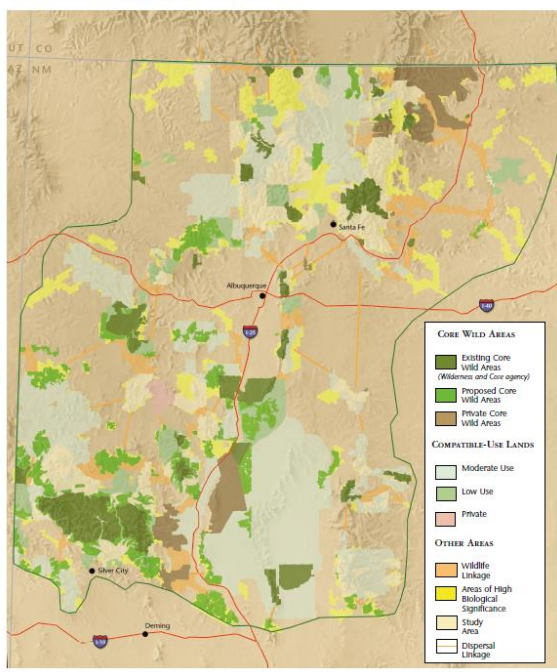 UT CO
AZ NM
Santa Fe
Albuquerque
I-40
I-25
Silver City
Deming
I-10
CORE WILD AREAS
Existing Core
Wild Areas
(Wilderness and Core agency)
Proposed Core
Wild Areas
Private Core
Wild Areas
COMPATIBLE-USE LANDS
Moderate Use
Low Use
Private
OTHER AREAS
Wildlife
Linkage
Areas of High
Biological
Significance
Study
Area
Dispersal
Linkage